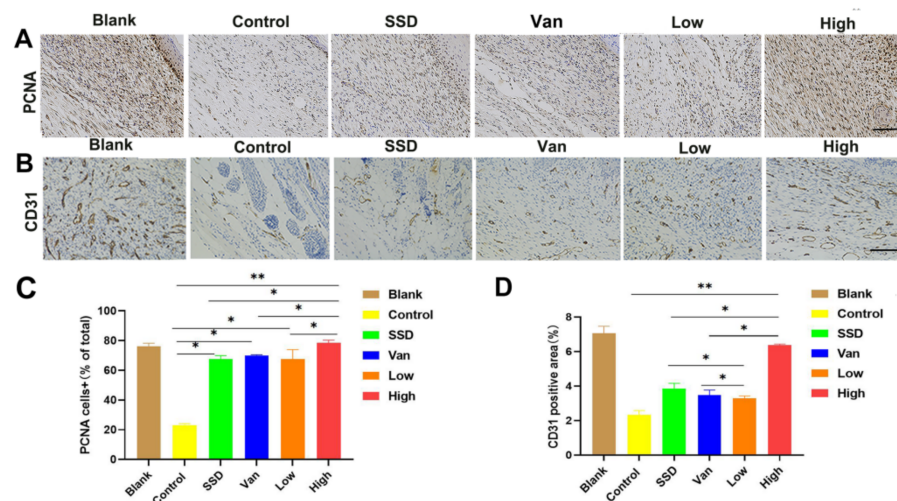 Blank Control SSD Van Low High
A
PCNA
Blank Control SSD Van Low High
B
CD31
C
PCNA cells+(% of total)
100
80
60
40
20
0
**
*
*
*
*
*
*
Blank Control SSD Van Low High
Blank
Control
SSD
Van
Low
High
D
CD31 positive area(%)
8
6
4
2
0
**
*
*
*
*
Blank Control SSD Van Low High
Blank
Control
SSD
Van
Low
High